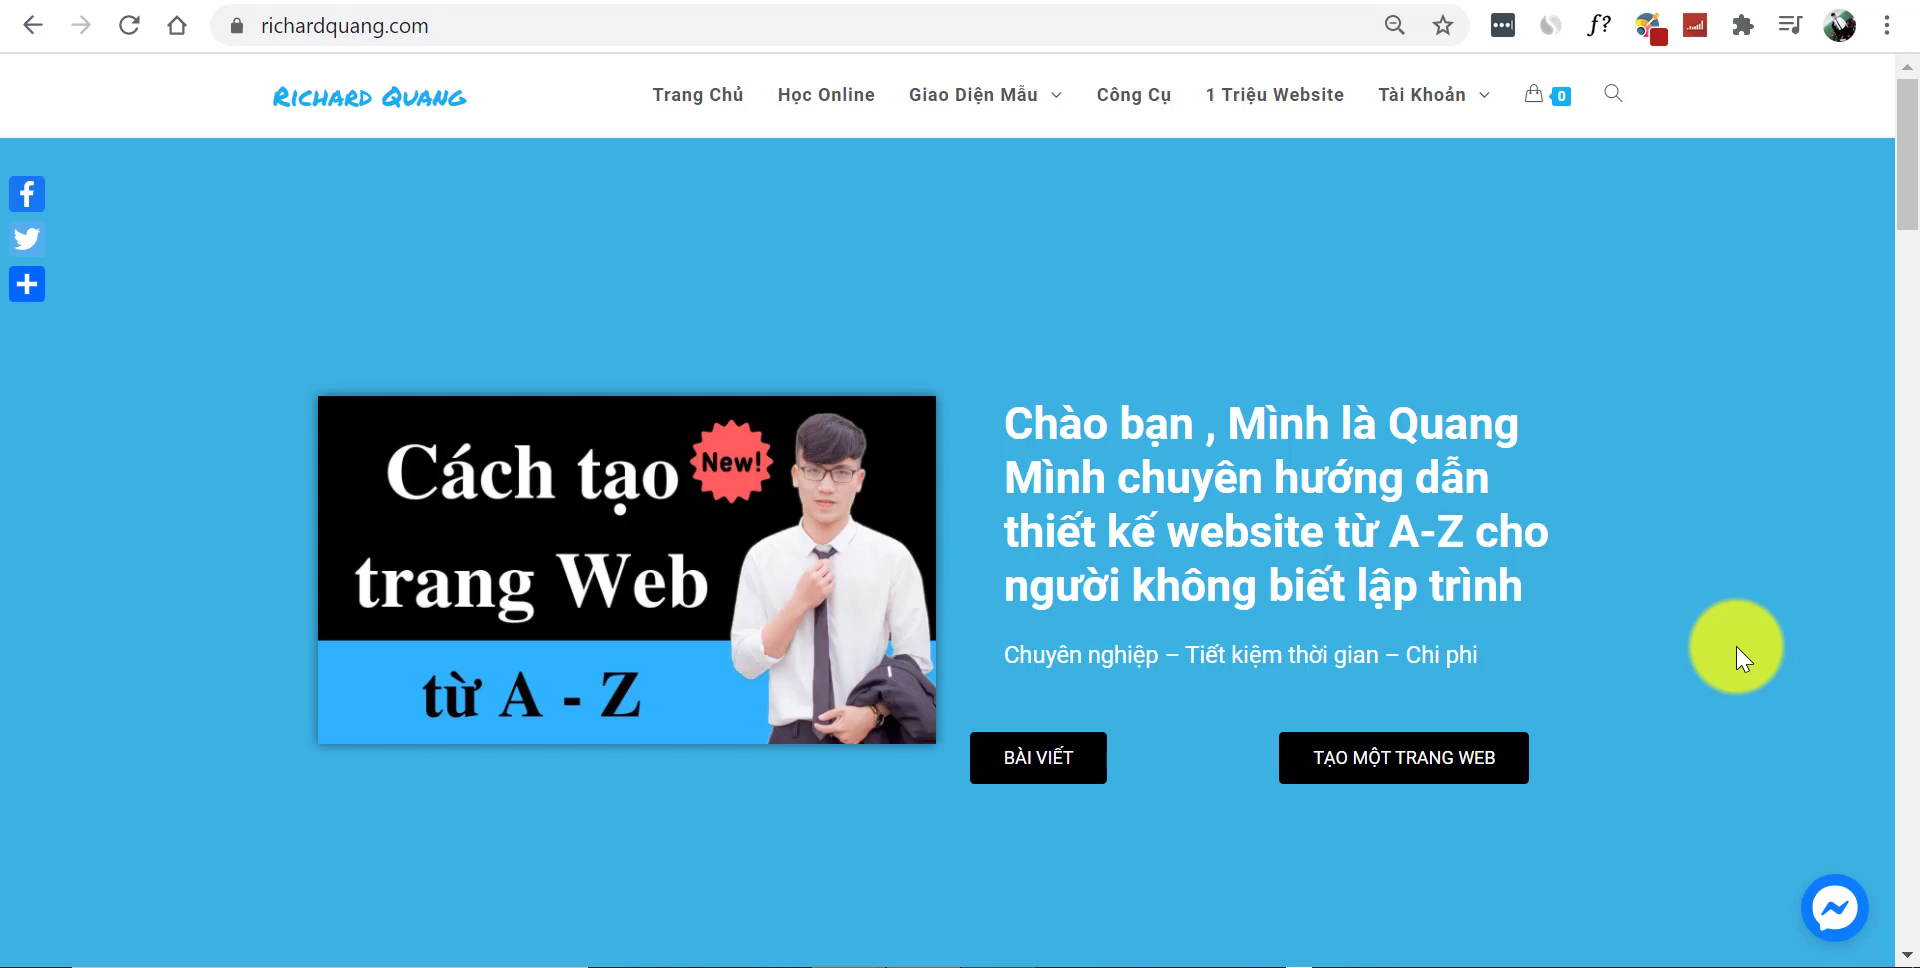 richardquang.com
f?
Richard Quang
Trang Chủ
Học Online
Giao Diện Mẫu
Công Cụ
1 Triệu Website
Tài Khoản
0
Cách tạo
New!
trang Web
từ A - Z
Chào bạn , Mình là Quang
Mình chuyên hướng dẫn
thiết kế website từ A-Z cho
người không biết lập trình
Chuyên nghiệp – Tiết kiệm thời gian – Chi phi
BÀI VIẾT
TẠO MỘT TRANG WEB